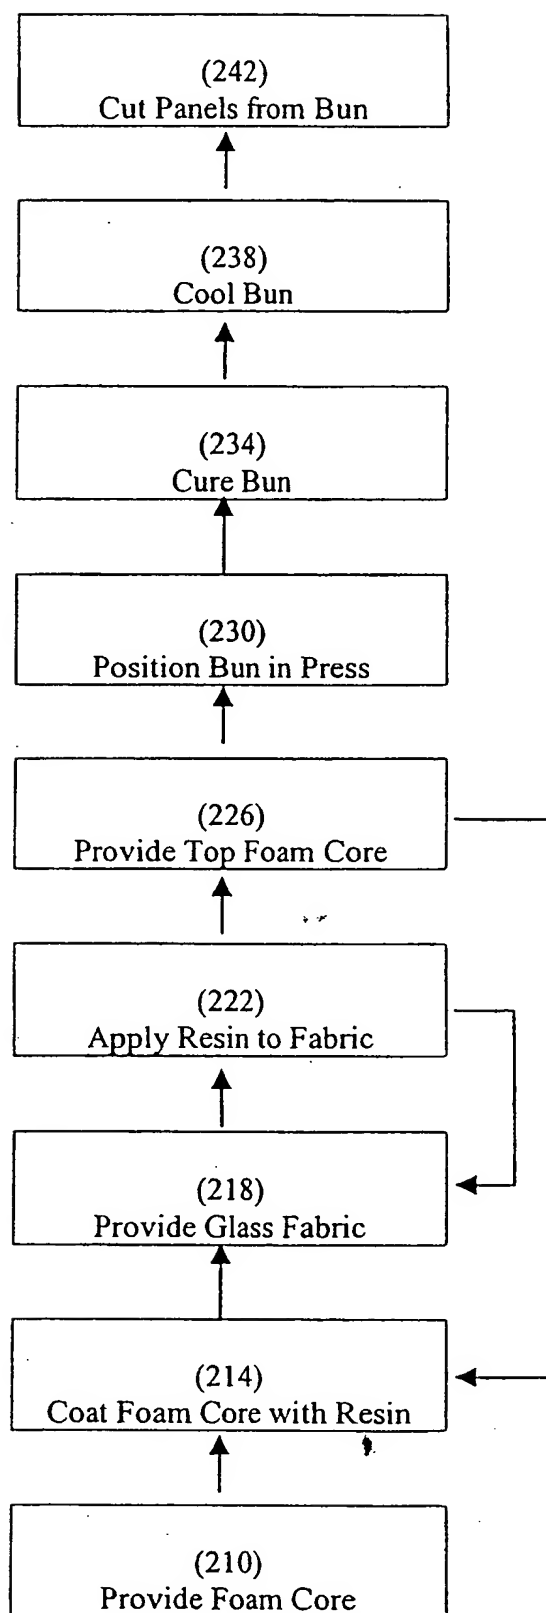 (242)
Cut Panels from Bun
(238)
Cool Bun
(234)
Cure Bun
(230)
Position Bun in Press
(226)
Provide Top Foam Core
(222)
Apply Resin to Fabric
(218)
Provide Glass Fabric
(214)
Coat Foam Core with Resin
(210)
Provide Foam Core